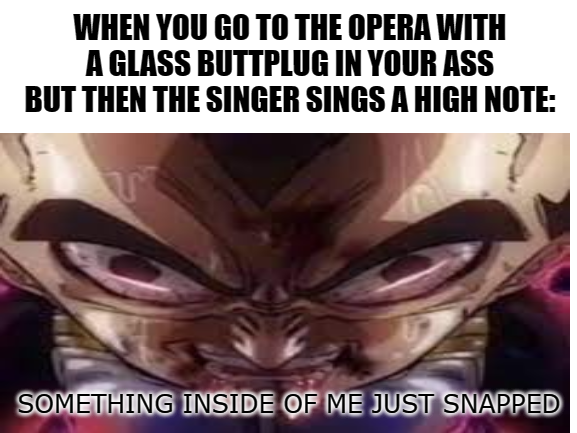 WHEN YOU GO TO THE OPERA WITH
A GLASS BUTTPLUG IN YOUR ASS
BUT THEN THE SINGER SINGS A HIGH NOTE:
SOMETHING INSIDE OF ME JUST SNAPPED